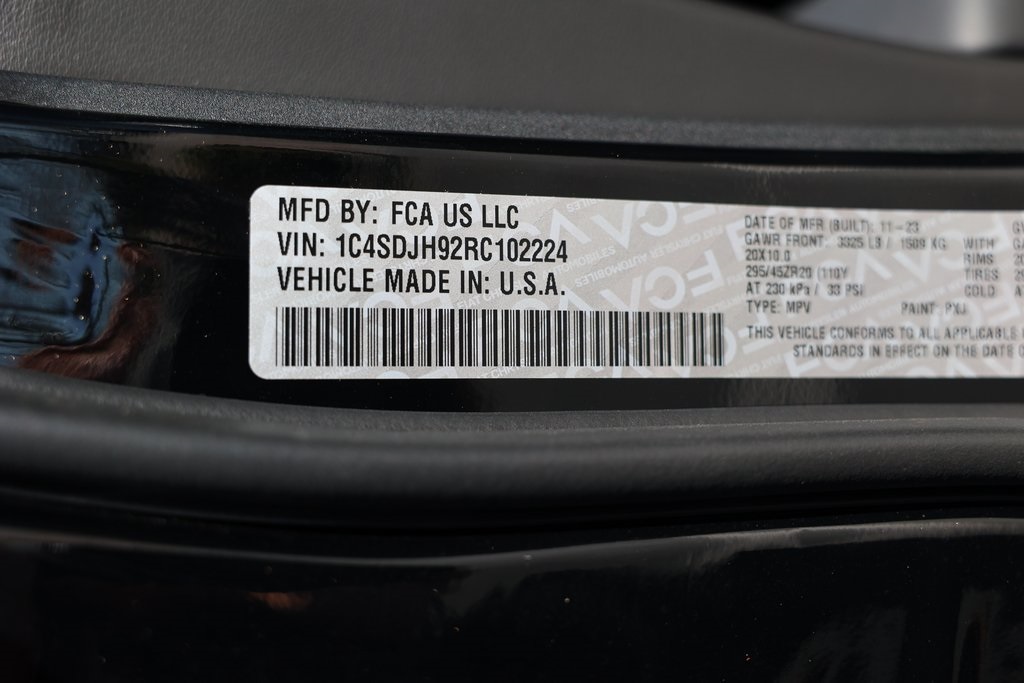 MFD BY: FCA US LLC
VIN: 1C4SDJH92RC102224
VEHICLE MADE IN: U.S.A.
DATE OF MFR (BUILT): 11-23
GAWR FRONT: 3325 LB / 1509 KG WITH
20X10.0 RIMS
295/45ZR20 (110Y TIRES
AT 230 kPa / 33 PSI COLD
TYPE: MPV PAINT: PXJ
THIS VEHICLE CONFORMS TO ALL APPLICABLE
STANDARDS IN EFFECT ON THE DATE